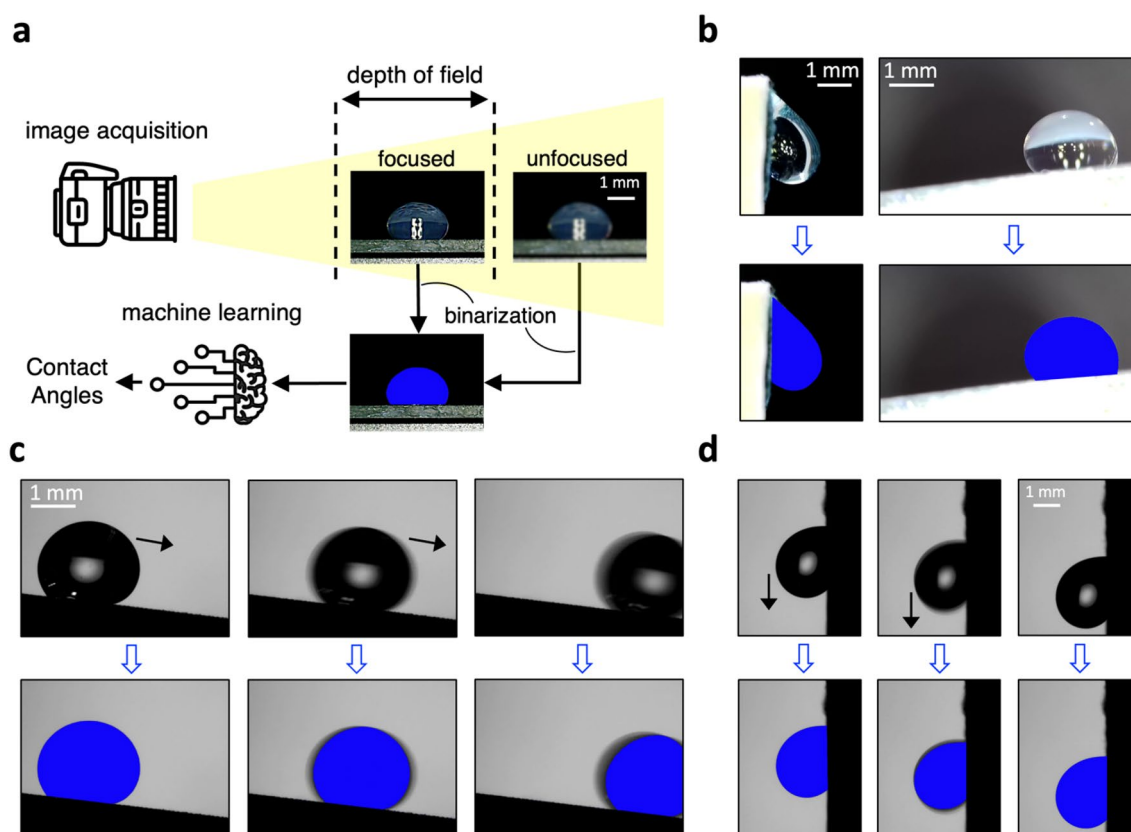 a
depth of field
image acquisition
focused
unfocused
1 mm
binarization
machine learning
Contact
Angles
b
1 mm
1 mm
c
1 mm
d
1 mm